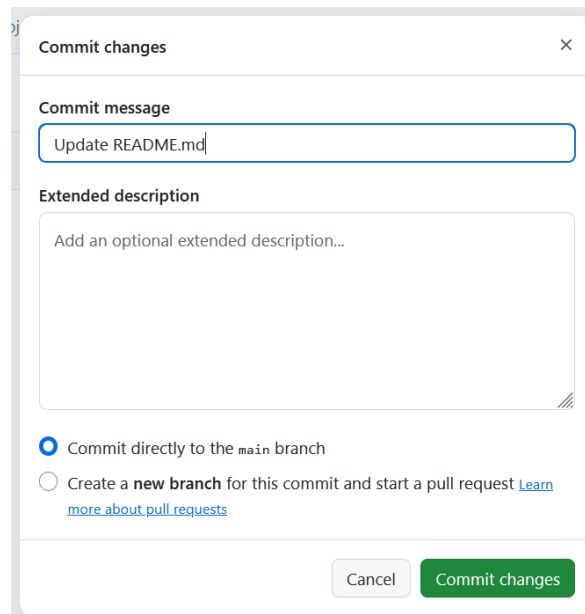 oj
Commit changes
Commit message
Update README.md
Extended description
Add an optional extended description...
Commit directly to the main branch
Create a new branch for this commit and start a pull request Learn
more about pull requests
Cancel Commit changes